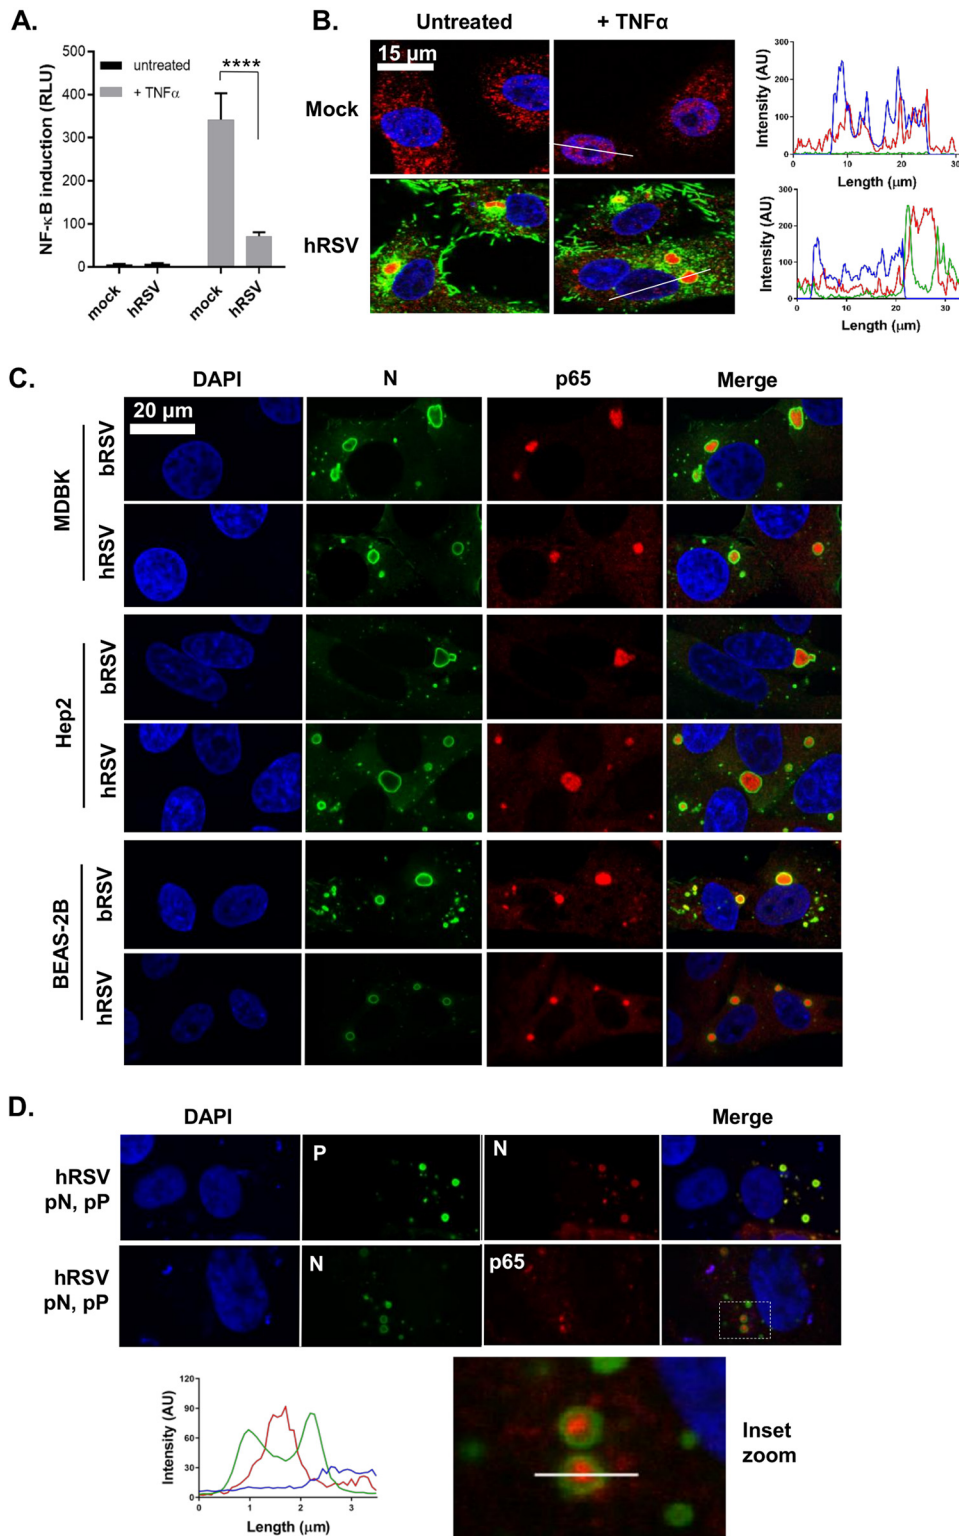 A.
NF-κB induction (RLU)
500
400
300
200
100
0
untreated
+ TNFα
****
mock
hRSV
mock
hRSV
B.
Untreated
+ TNFα
15 µm
Mock
hRSV
Intensity (AU)
300
200
100
0
10
20
30
Length (µm)
Intensity (AU)
300
200
100
0
10
20
30
Length (µm)
C.
DAPI
N
p65
Merge
20 µm
MDBK
bRSV
hRSV
Hep2
bRSV
hRSV
BEAS-2B
bRSV
hRSV
D.
DAPI
Merge
hRSV
pN, pP
P
N
hRSV
pN, pP
N
p65
Intensity (AU)
120
90
60
30
0
0
1
2
3
Length (µm)
Inset
zoom